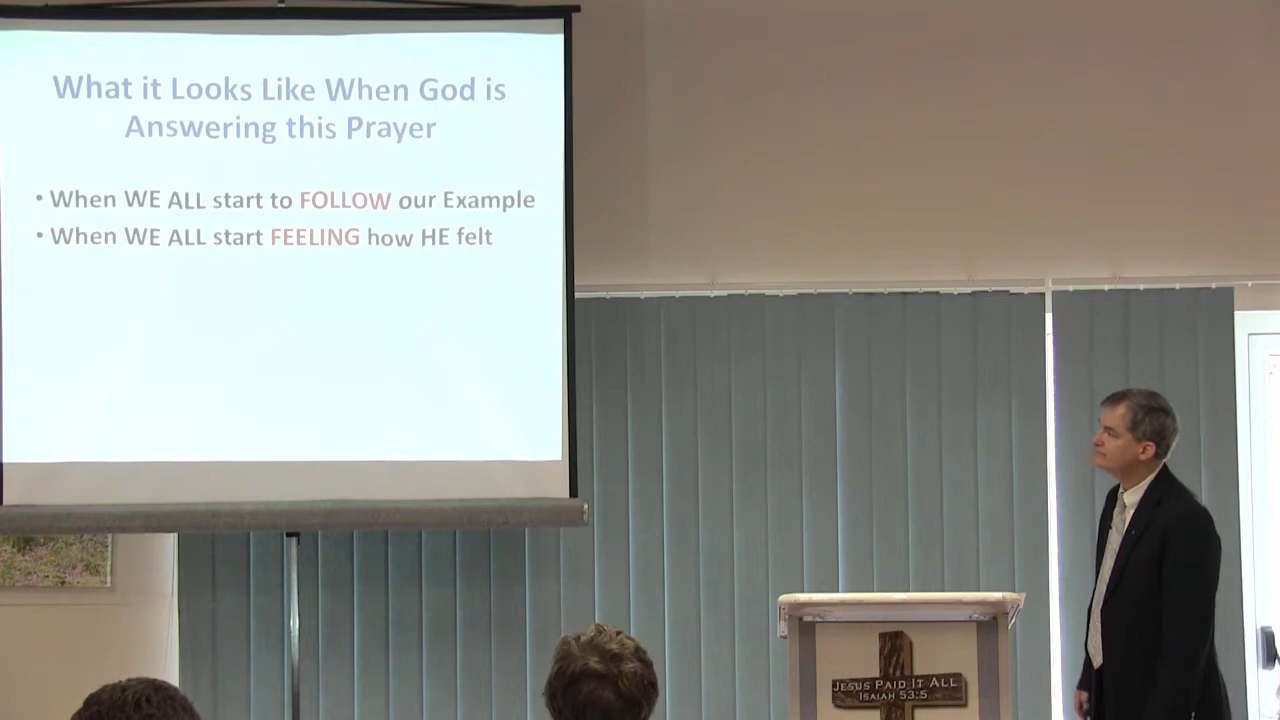 What it Looks Like When God is
Answering this Prayer
• When WE ALL start to FOLLOW our Example
• When WE ALL start FEELING how HE felt
JESUS PAID IT ALL
ISAIAH 53:5